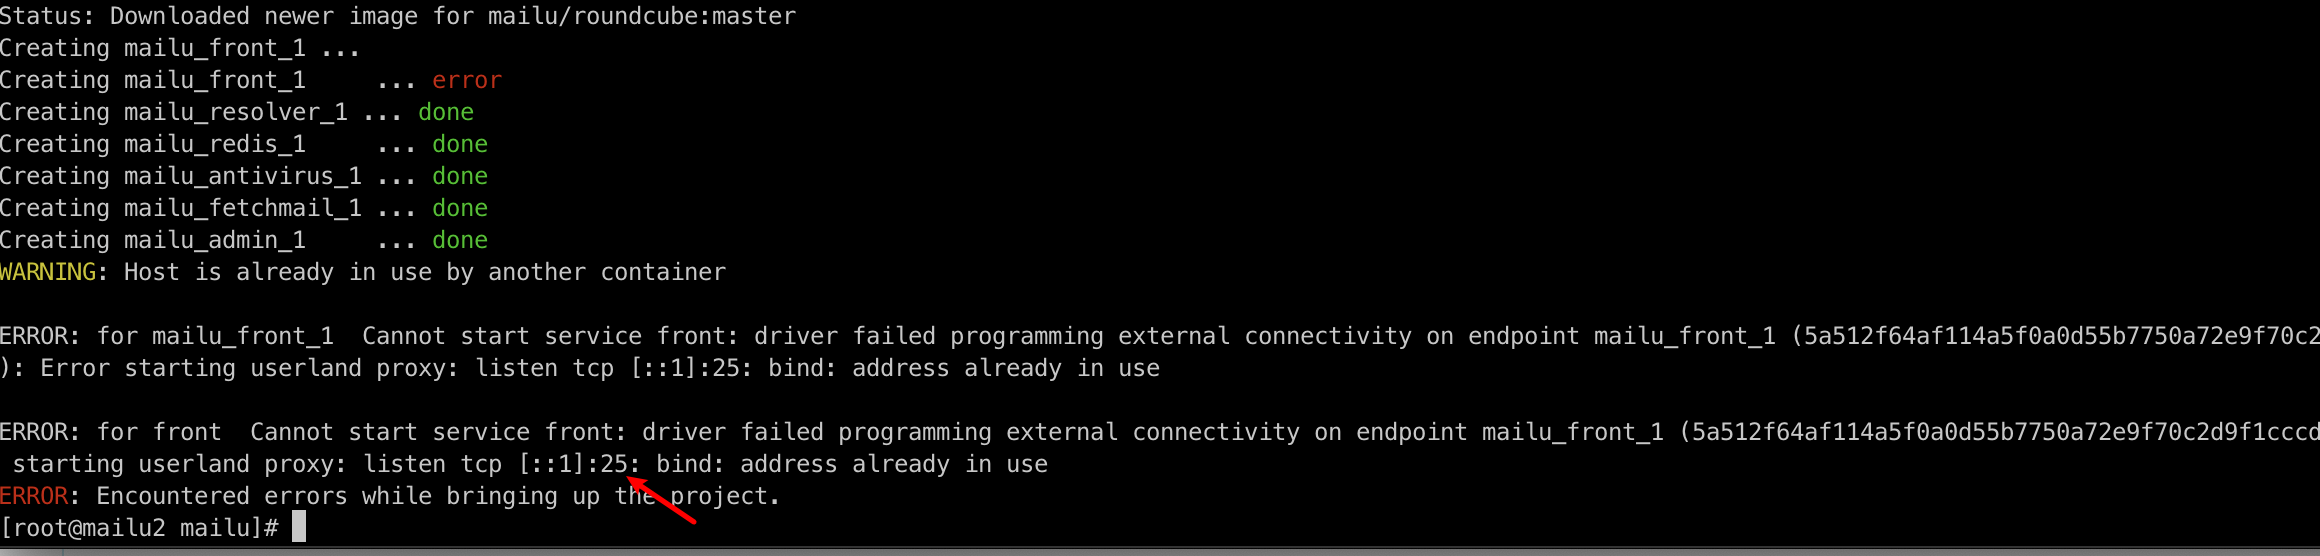 Status: Downloaded newer image for mailu/roundcube:master
Creating mailu_front_1 ...
Creating mailu_front_1     ... error
Creating mailu_resolver_1 ... done
Creating mailu_redis_1     ... done
Creating mailu_antivirus_1 ... done
Creating mailu_fetchmail_1 ... done
Creating mailu_admin_1     ... done
WARNING: Host is already in use by another container
ERROR: for mailu_front_1  Cannot start service front: driver failed programming external connectivity on endpoint mailu_front_1 (5a512f64af114a5f0a0d55b7750a72e9f70c2
): Error starting userland proxy: listen tcp [::1]:25: bind: address already in use
ERROR: for front  Cannot start service front: driver failed programming external connectivity on endpoint mailu_front_1 (5a512f64af114a5f0a0d55b7750a72e9f70c2d9f1cccd
 starting userland proxy: listen tcp [::1]:25: bind: address already in use
ERROR: Encountered errors while bringing up the project.
[root@mailu2 mailu]#